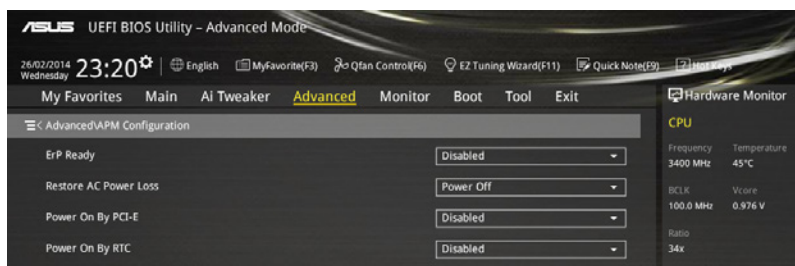 ASUS UEFI BIOS Utility – Advanced Mode
26/02/2014 Wednesday 23:20 English MyFavorite(F3) Qfan Control(F6) EZ Tuning Wizard(F11) Quick Note(F9) ? Hot Keys
My Favorites Main Ai Tweaker Advanced Monitor Boot Tool Exit
Hardware Monitor
< Advanced\APM Configuration
ErP Ready Disabled
Restore AC Power Loss Power Off
Power On By PCI-E Disabled
Power On By RTC Disabled
CPU
Frequency Temperature
3400 MHz 45°C
BCLK Vcore
100.0 MHz 0.976 V
Ratio
34x